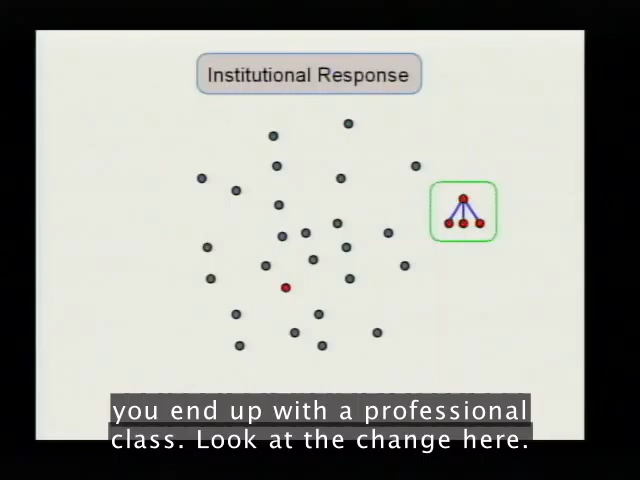 Institutional Response
you end up with a professional
class. Look at the change here.